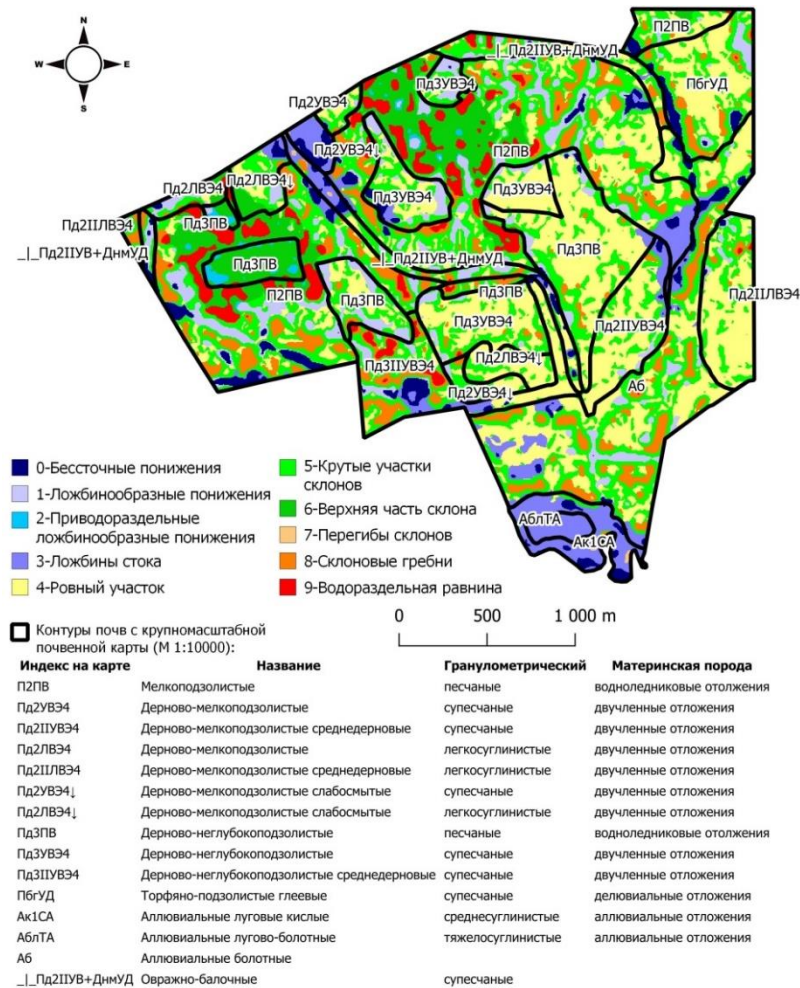 N
W E
S
П2ПВ
_|_Пд2IIУВ+ДнмУД
Пд3УВЭ4
ПбгУД
Пд2УВЭ4
Пд2УВЭ4↓
П2ПВ
Пд2ЛВЭ4
Пд2ЛВЭ4↓
Пд3УВЭ4
Пд3УВЭ4
Пд2IIЛВЭ4
Пд3ПВ
_|_Пд2IIУВ+ДнмУД
Пд3ПВ
_|_Пд2IIУВ+ДнмУД
Пд3ПВ
П2ПВ
Пд3ПВ
Пд3ПВ
Пд2IIЛВЭ4
Пд3УВЭ4
Пд2IIУВЭ4
Пд3IIУВЭ4
Пд2ЛВЭ4↓
Пд2УВЭ4↓
Аб
АблТА
Ак1СА
0-Бессточные понижения
1-Ложбинообразные понижения
2-Приводораздельные
ложбинообразные понижения
3-Ложбины стока
4-Ровный участок
5-Крутые участки
склонов
6-Верхняя часть склона
7-Перегибы склонов
8-Склоновые гребни
9-Водораздельная равнина
0 500 1 000 m
Контуры почв с крупномасштабной
почвенной карты (М 1:10000):
Индекс на карте Название Гранулометрический Материнская порода
П2ПВ Мелкоподзолистые песчаные водноледниковые отолжения
Пд2УВЭ4 Дерново-мелкоподзолистые супесчаные двучленные отложения
Пд2IIУВЭ4 Дерново-мелкоподзолистые среднедерновые супесчаные двучленные отложения
Пд2ЛВЭ4 Дерново-мелкоподзолистые легкосуглинистые двучленные отложения
Пд2IIЛВЭ4 Дерново-мелкоподзолистые среднедерновые легкосуглинистые двучленные отложения
Пд2УВЭ4↓ Дерново-мелкоподзолистые слабосмытые супесчаные двучленные отложения
Пд2ЛВЭ4↓ Дерново-мелкоподзолистые слабосмытые легкосуглинистые двучленные отложения
Пд3ПВ Дерново-неглубокоподзолистые песчаные водноледниковые отолжения
Пд3УВЭ4 Дерново-неглубокоподзолистые супесчаные двучленные отложения
Пд3IIУВЭ4 Дерново-неглубокоподзолистые среднедерновые супесчаные двучленные отложения
ПбгУД Торфяно-подзолистые глеевые супесчаные делювиальные отложения
Ак1СА Аллювиальные луговые кислые среднесуглинистые аллювиальные отложения
АблТА Аллювиальные лугово-болотные тяжелосуглинистые аллювиальные отложения
Аб Аллювиальные болотные
_|_Пд2IIУВ+ДнмУД Овражно-балочные супесчаные